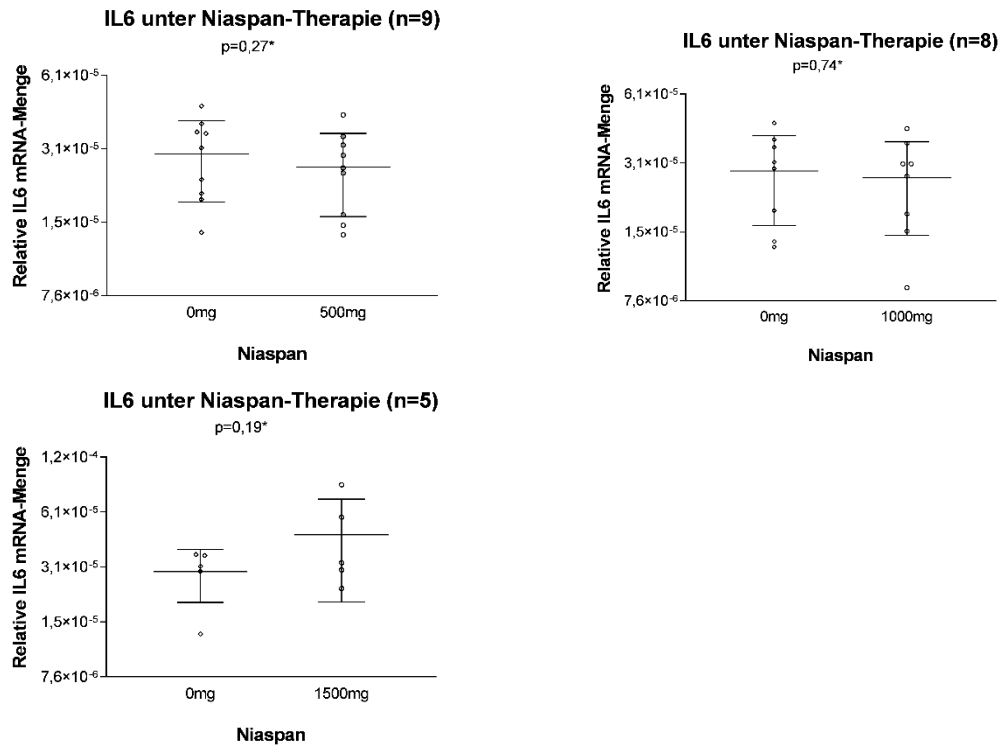 IL6 unter Niaspan-Therapie (n=9)
p=0,27*
Relative IL6 mRNA-Menge
6,1×10⁻⁵
3,1×10⁻⁵
1,5×10⁻⁵
7,6×10⁻⁶
0mg 500mg
Niaspan
IL6 unter Niaspan-Therapie (n=8)
p=0,74*
Relative IL6 mRNA-Menge
6,1×10⁻⁵
3,1×10⁻⁵
1,5×10⁻⁵
7,6×10⁻⁶
0mg 1000mg
Niaspan
IL6 unter Niaspan-Therapie (n=5)
p=0,19*
Relative IL6 mRNA-Menge
1,2×10⁻⁴
6,1×10⁻⁵
3,1×10⁻⁵
1,5×10⁻⁵
7,6×10⁻⁶
0mg 1500mg
Niaspan